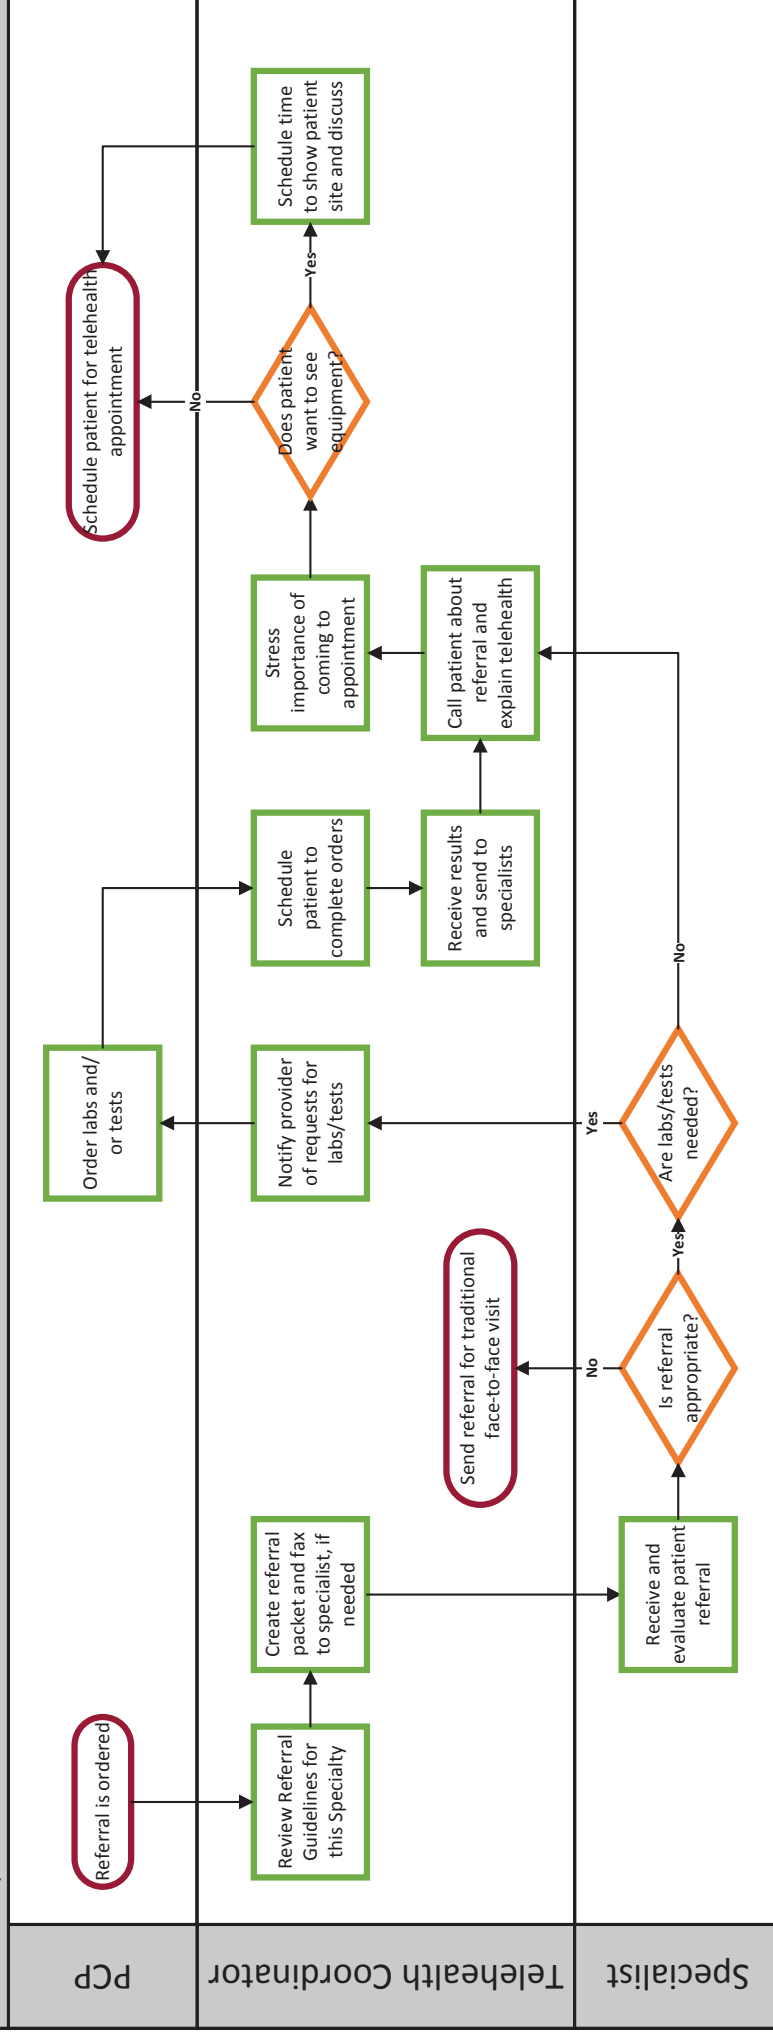 PCP
Referral is ordered
Order labs and/
or tests
Schedule patient for telehealth
appointment
Telehealth Coordinator
Review Referral
Guidelines for
this Specialty
Create referral
packet and fax
to specialist, if
needed
Send referral for traditional
face-to-face visit
Notify provider
of requests for
labs/tests
Schedule
patient to
complete orders
Receive results
and send to
specialists
Call patient about
referral and
explain telehealth
Stress
importance of
coming to
appointment
Does patient
want to see
equipment?
No
Yes
Schedule time
to show patient
site and discuss
Specialist
Receive and
evaluate patient
referral
Is referral
appropriate?
No
Yes
Are labs/tests
needed?
Yes
No